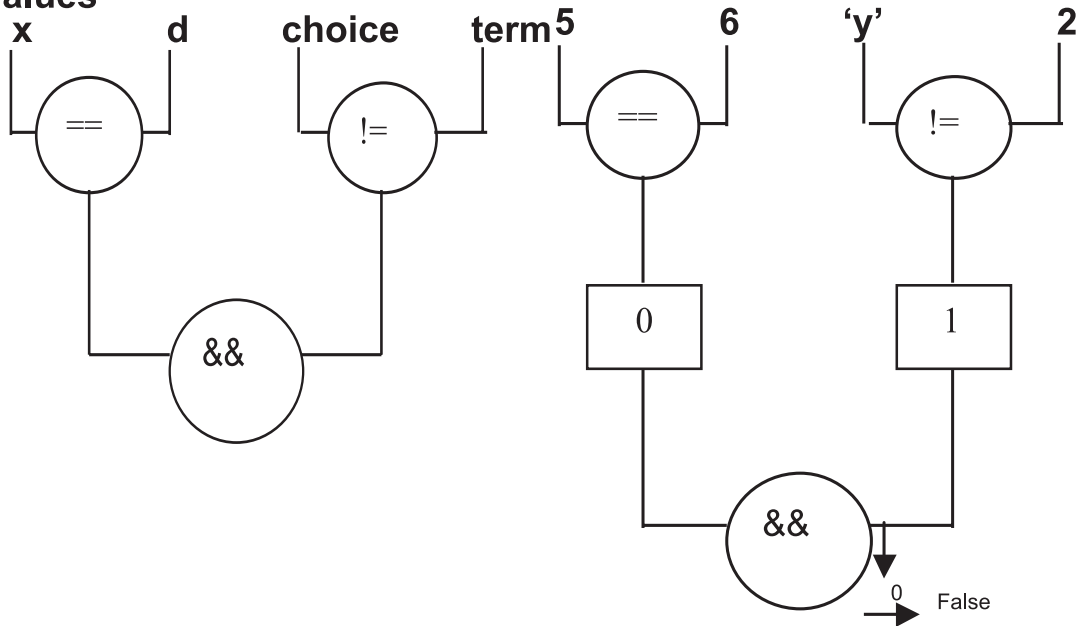 x d choice term 5 6 ‘y’ 2
== != == !=
0 1
&&
&&
0
False